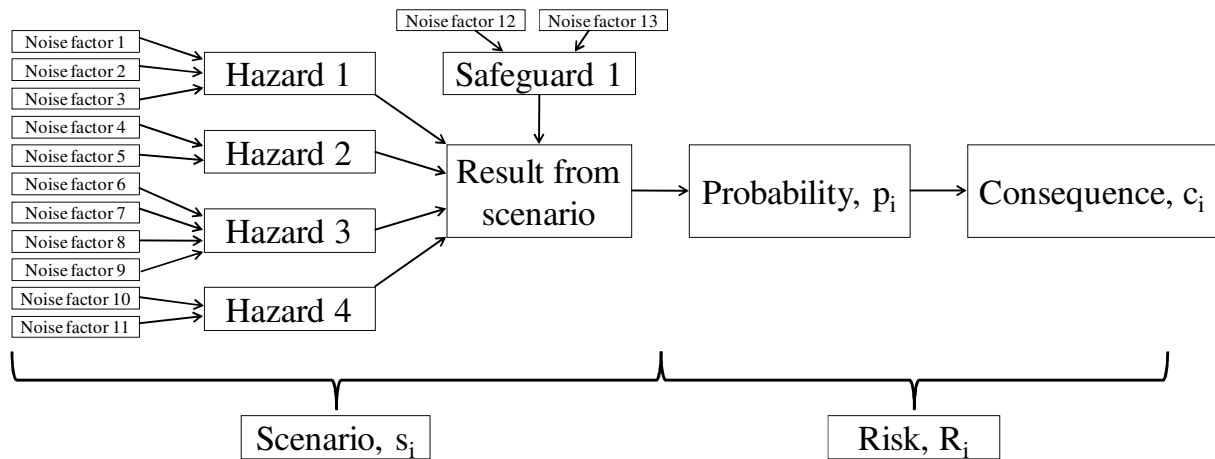 Noise factor 12
Noise factor 13
Noise factor 1
Noise factor 2
Noise factor 3
Noise factor 4
Noise factor 5
Noise factor 6
Noise factor 7
Noise factor 8
Noise factor 9
Noise factor 10
Noise factor 11
Hazard 1
Hazard 2
Hazard 3
Hazard 4
Safeguard 1
Result from
scenario
Probability, pi
Consequence, ci
Scenario, si
Risk, Ri